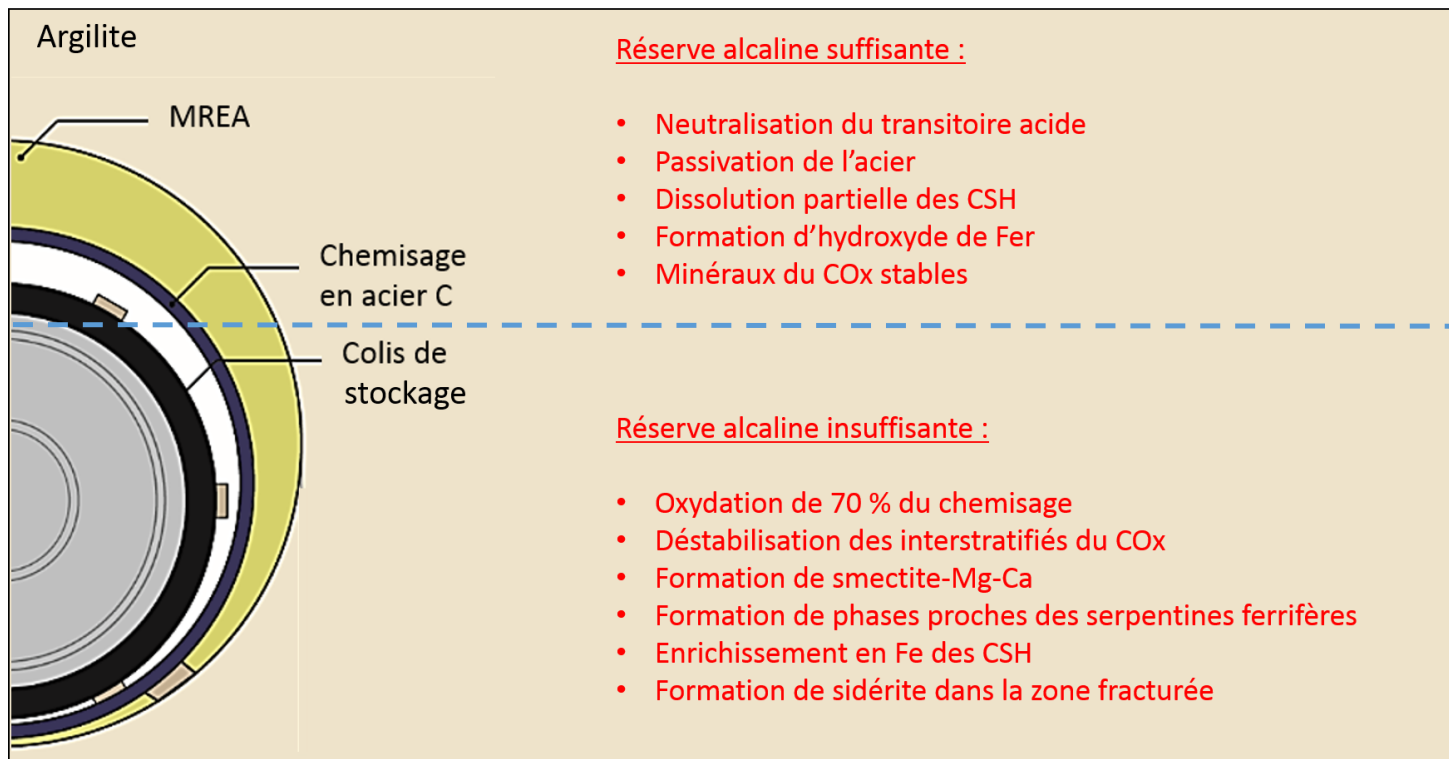 Argilite
MREA
Chemisage
en acier C
Colis de
stockage
Réserve alcaline suffisante :
• Neutralisation du transitoire acide
• Passivation de l’acier
• Dissolution partielle des CSH
• Formation d’hydroxyde de Fer
• Minéraux du COx stables
Réserve alcaline insuffisante :
• Oxydation de 70 % du chemisage
• Déstabilisation des interstratifiés du COx
• Formation de smectite-Mg-Ca
• Formation de phases proches des serpentines ferrifères
• Enrichissement en Fe des CSH
• Formation de sidérite dans la zone fracturée